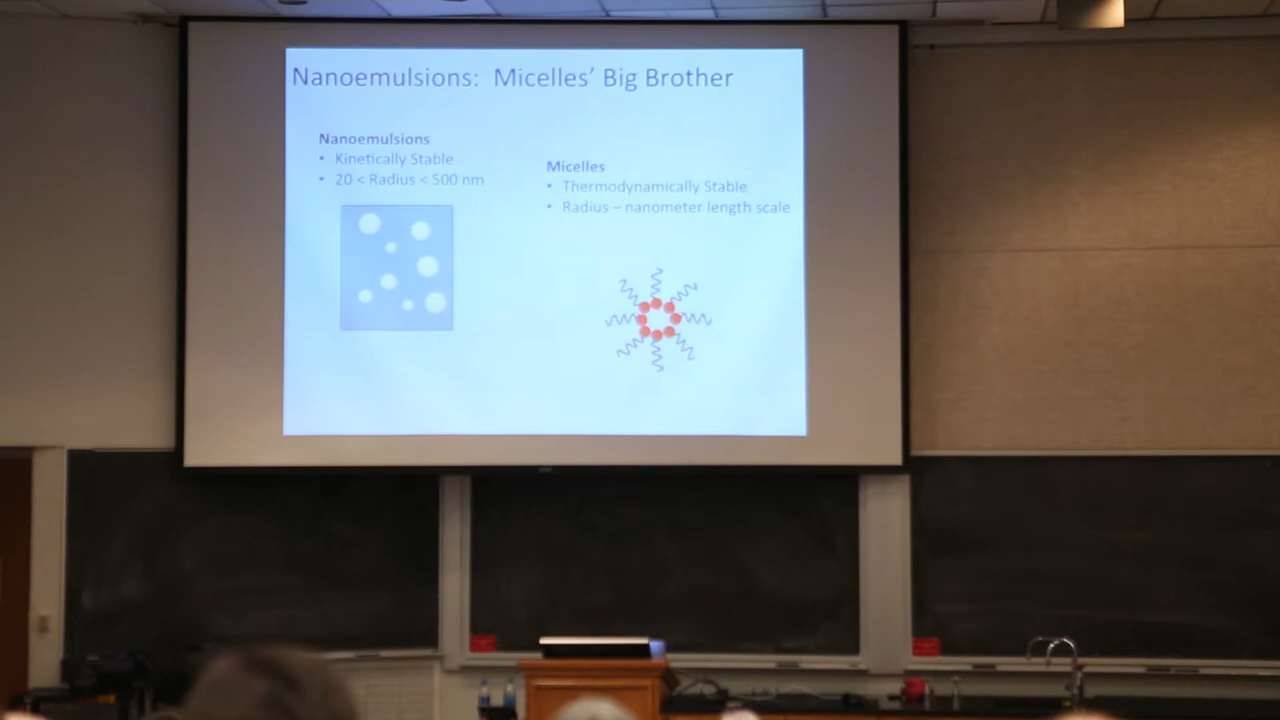 Nanoemulsions: Micelles’ Big Brother
Nanoemulsions
• Kinetically Stable
• 20 < Radius < 500 nm
Micelles
• Thermodynamically Stable
• Radius – nanometer length scale